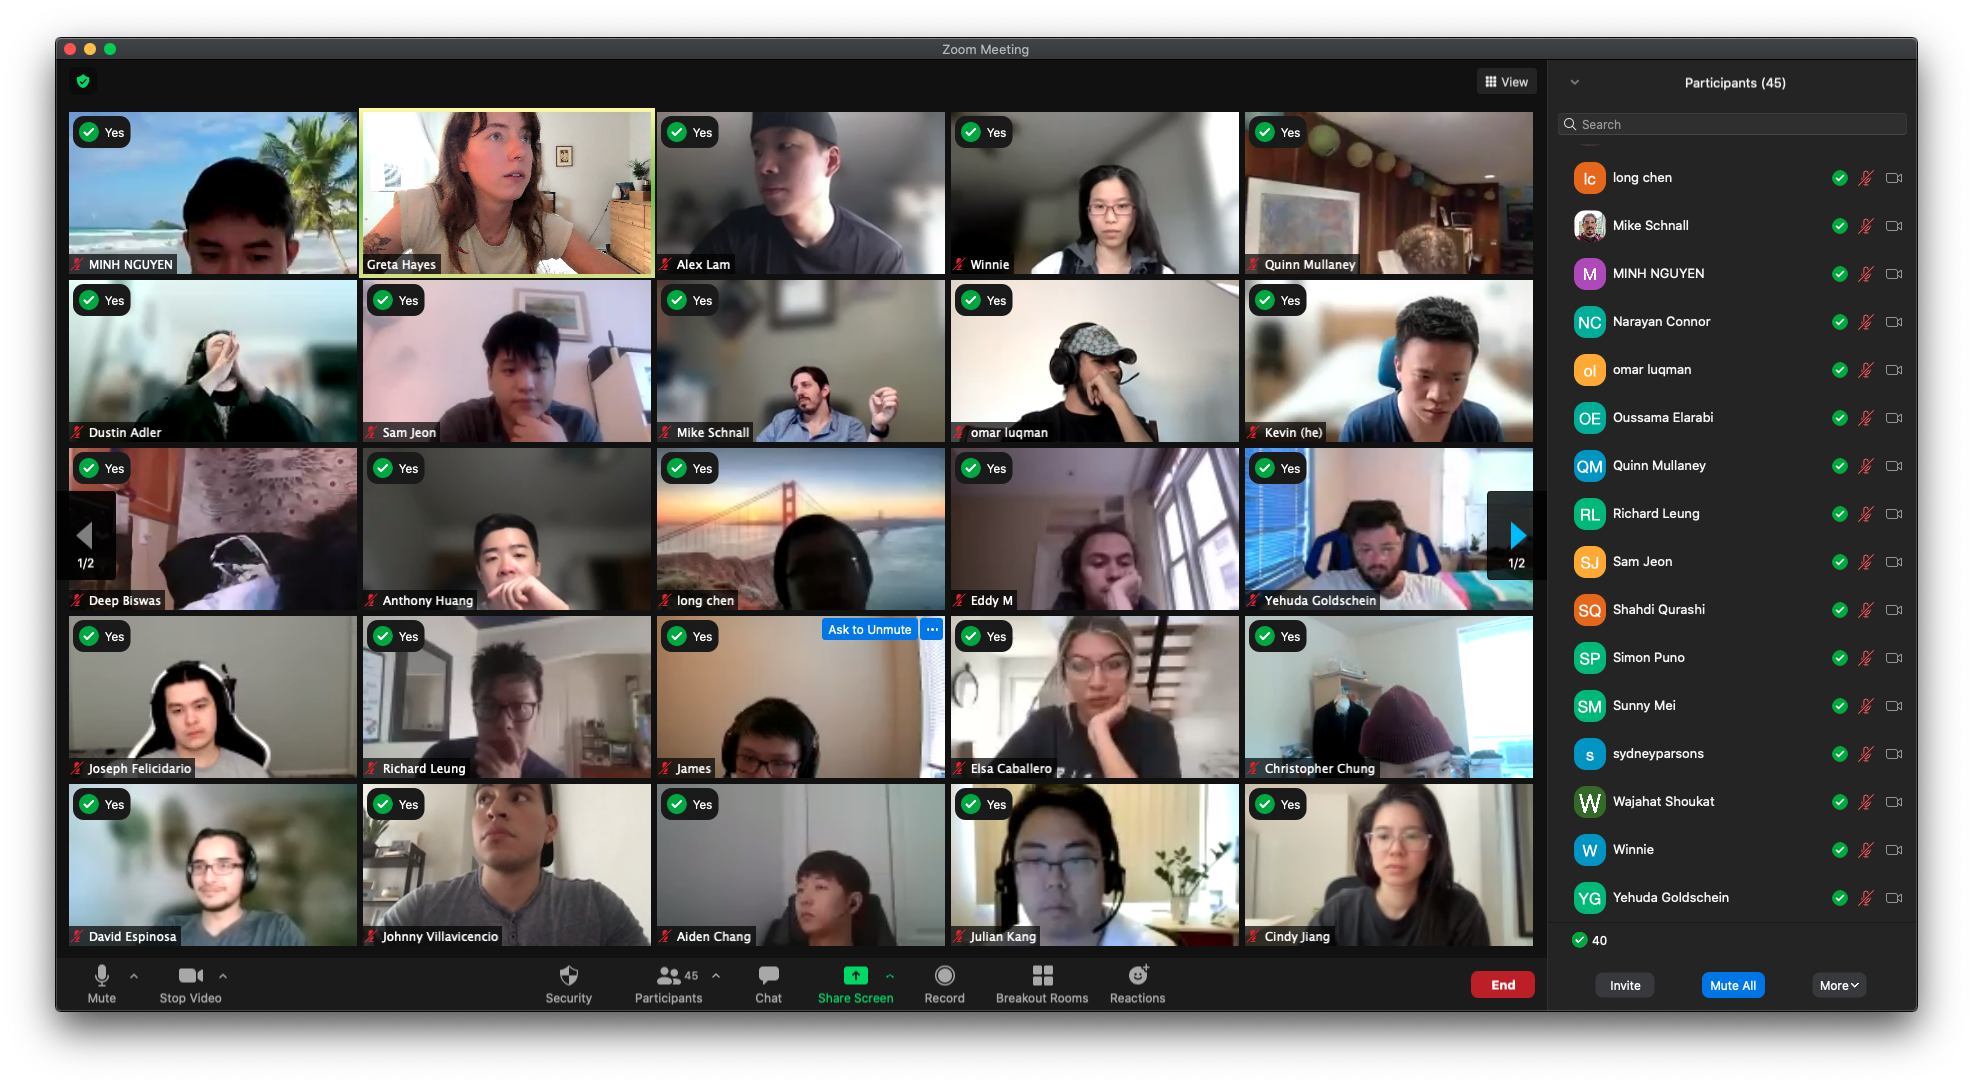 Zoom Meeting
View
Yes
MINH NGUYEN
Greta Hayes
Yes
Alex Lam
Yes
Winnie
Yes
Quinn Mullaney
Yes
Dustin Adler
Yes
Sam Jeon
Yes
Mike Schnall
Yes
omar luqman
Yes
Kevin (he)
Yes
1/2
Deep Biswas
Yes
Anthony Huang
Yes
long chen
Yes
Eddy M
Yes
1/2
Yehuda Goldschein
Yes
Joseph Felicidario
Yes
Richard Leung
Yes
Ask to Unmute ...
James
Yes
Elsa Caballero
Yes
Christopher Chung
Yes
David Espinosa
Yes
Johnny Villavicencio
Yes
Aiden Chang
Yes
Julian Kang
Yes
Cindy Jiang
Mute
Stop Video
Security
45
Participants
Chat
Share Screen
Record
Breakout Rooms
Reactions
End
Participants (45)
Search
lc long chen
Mike Schnall
M MINH NGUYEN
NC Narayan Connor
ol omar luqman
OE Oussama Elarabi
QM Quinn Mullaney
RL Richard Leung
SJ Sam Jeon
SQ Shahdi Qurashi
SP Simon Puno
SM Sunny Mei
s sydneyparsons
W Wajahat Shoukat
W Winnie
YG Yehuda Goldschein
40
Invite
Mute All
More